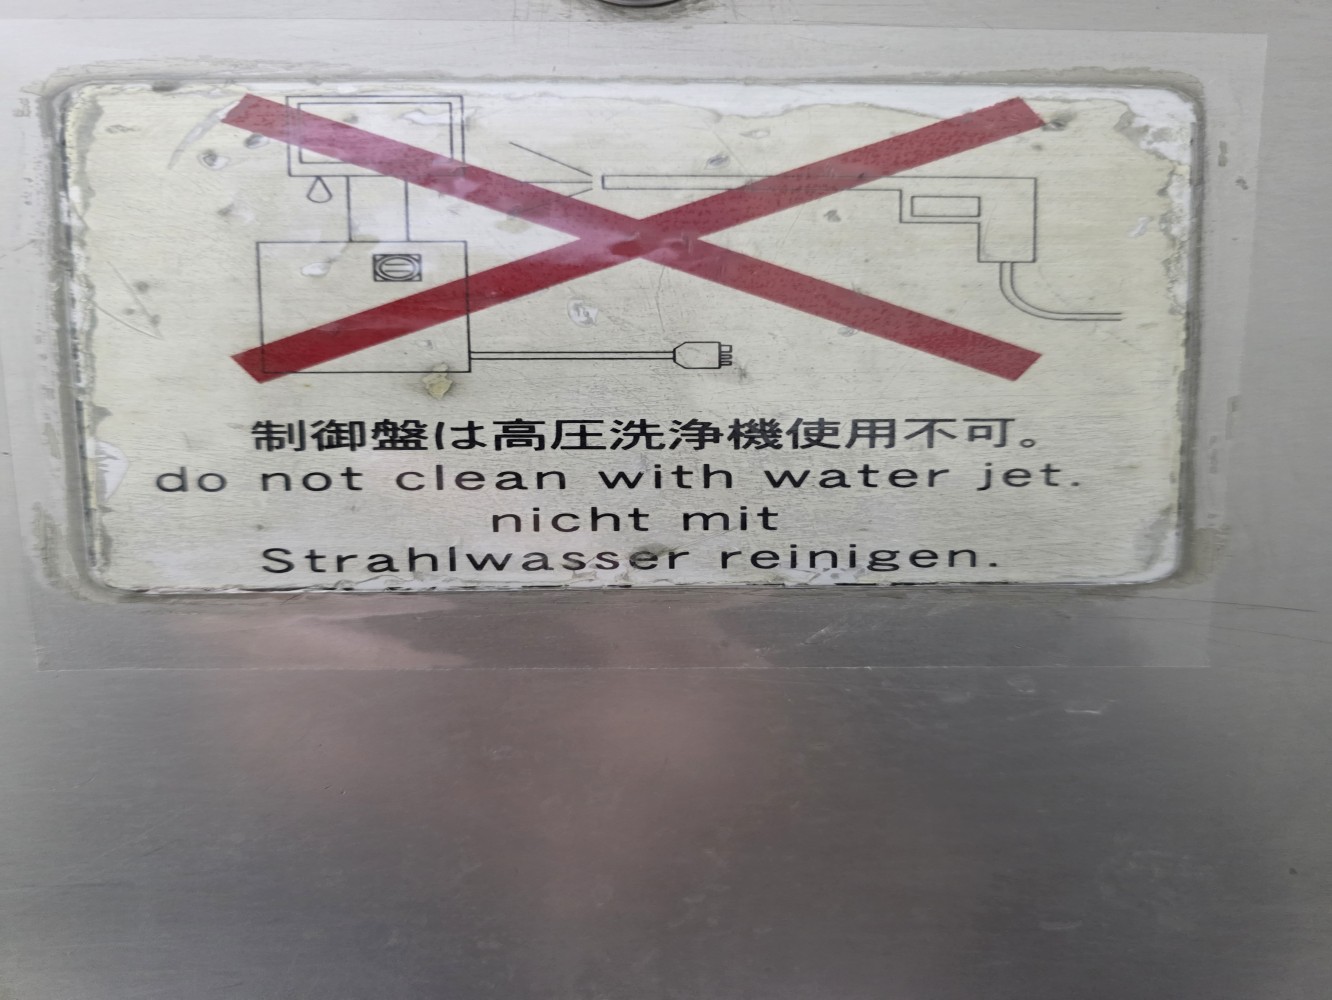 制御盤は高圧洗浄機使用不可。
do not clean with water jet.
nicht mit
Strahlwasser reinigen.